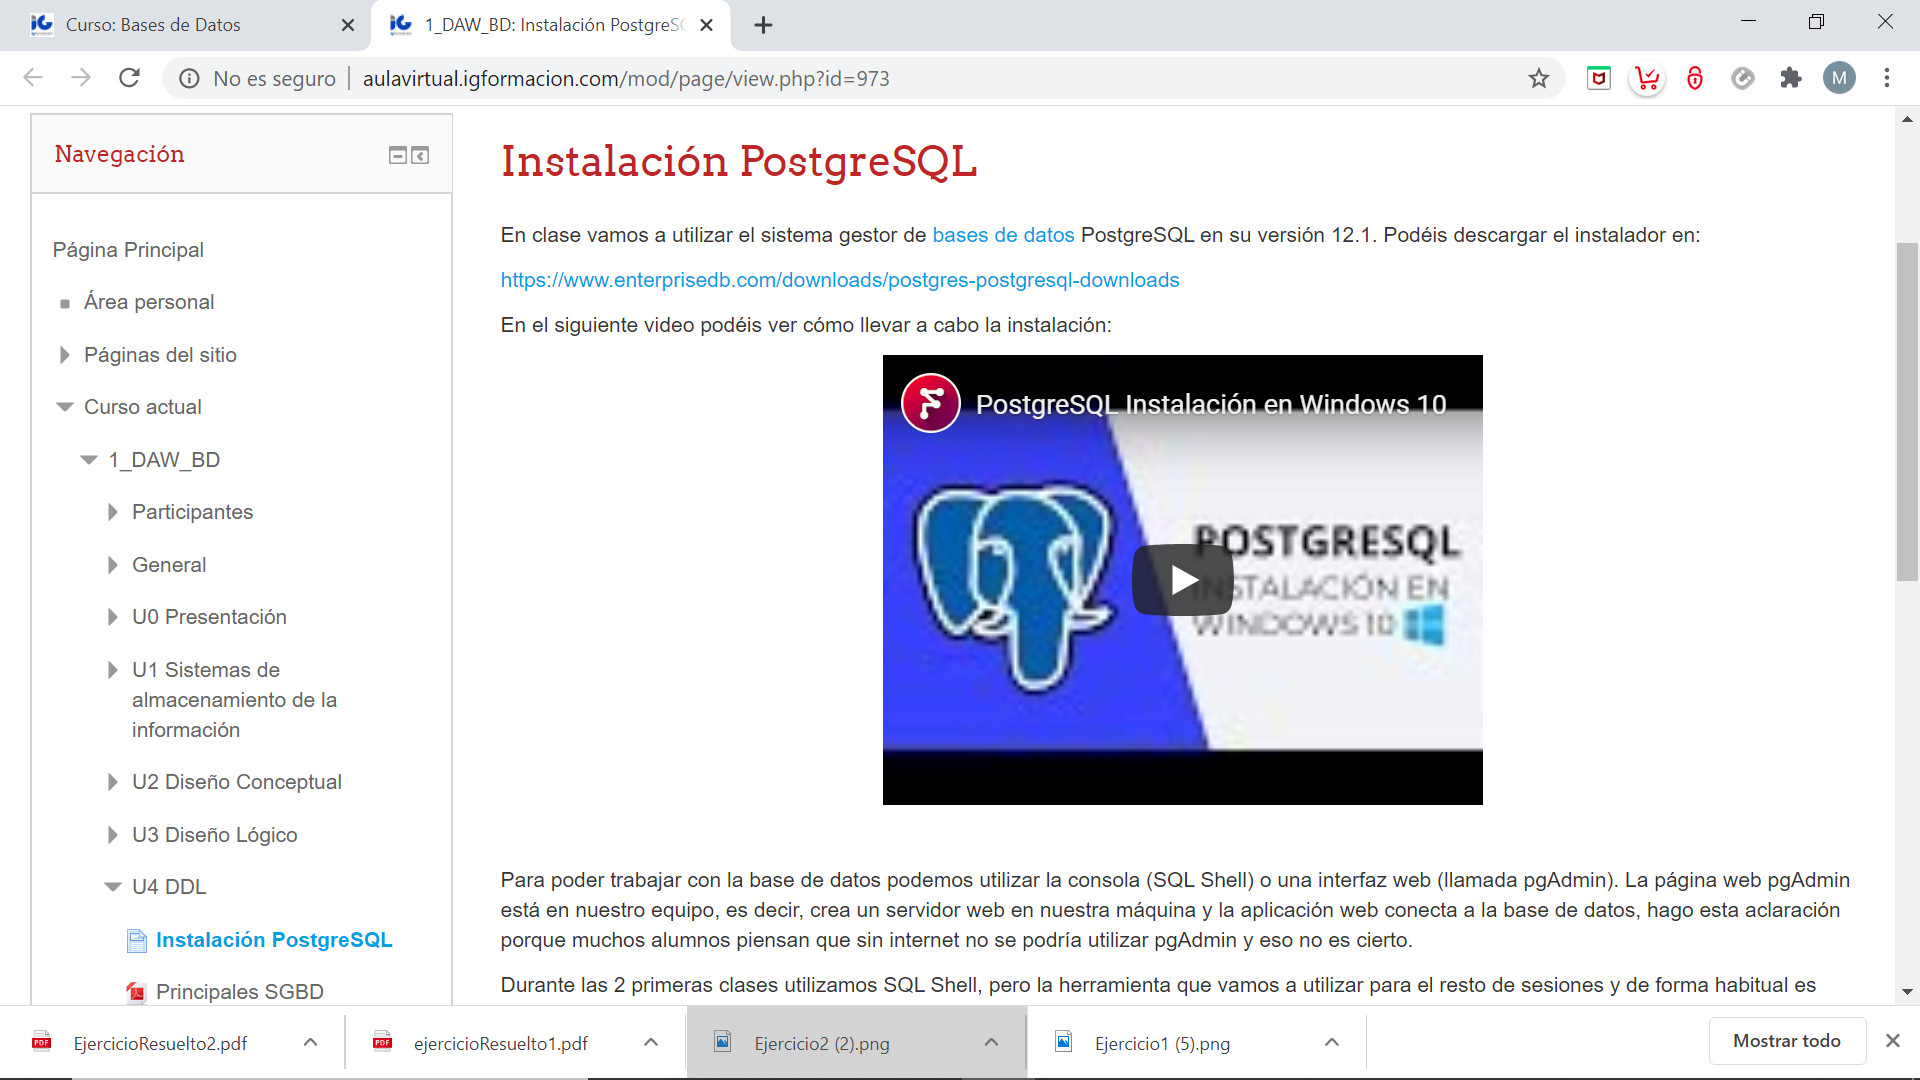 Curso: Bases de Datos
1_DAW_BD: Instalación PostgreSQ
No es seguro
aulavirtual.igformacion.com/mod/page/view.php?id=973
M
Navegación
Página Principal
Área personal
Páginas del sitio
Curso actual
1_DAW_BD
Participantes
General
U0 Presentación
U1 Sistemas de
almacenamiento de la
información
U2 Diseño Conceptual
U3 Diseño Lógico
U4 DDL
Instalación PostgreSQL
Principales SGBD
Instalación PostgreSQL
En clase vamos a utilizar el sistema gestor de bases de datos PostgreSQL en su versión 12.1. Podéis descargar el instalador en:
https://www.enterprisedb.com/downloads/postgres-postgresql-downloads
En el siguiente video podéis ver cómo llevar a cabo la instalación:
PostgreSQL Instalación en Windows 10
POSTGRESQL
INSTALACIÓN EN
WINDOWS 10
Para poder trabajar con la base de datos podemos utilizar la consola (SQL Shell) o una interfaz web (llamada pgAdmin). La página web pgAdmin
está en nuestro equipo, es decir, crea un servidor web en nuestra máquina y la aplicación web conecta a la base de datos, hago esta aclaración
porque muchos alumnos piensan que sin internet no se podría utilizar pgAdmin y eso no es cierto.
Durante las 2 primeras clases utilizamos SQL Shell, pero la herramienta que vamos a utilizar para el resto de sesiones y de forma habitual es
EjercicioResuelto2.pdf
ejercicioResuelto1.pdf
Ejercicio2 (2).png
Ejercicio1 (5).png
Mostrar todo